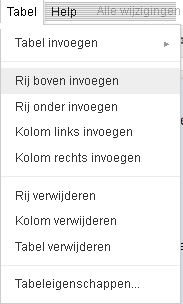 Tabel Help Alle wijzigingen
Tabel invoegen
Rij boven invoegen
Rij onder invoegen
Kolom links invoegen
Kolom rechts invoegen
Rij verwijderen
Kolom verwijderen
Tabel verwijderen
Tabeleigenschappen...